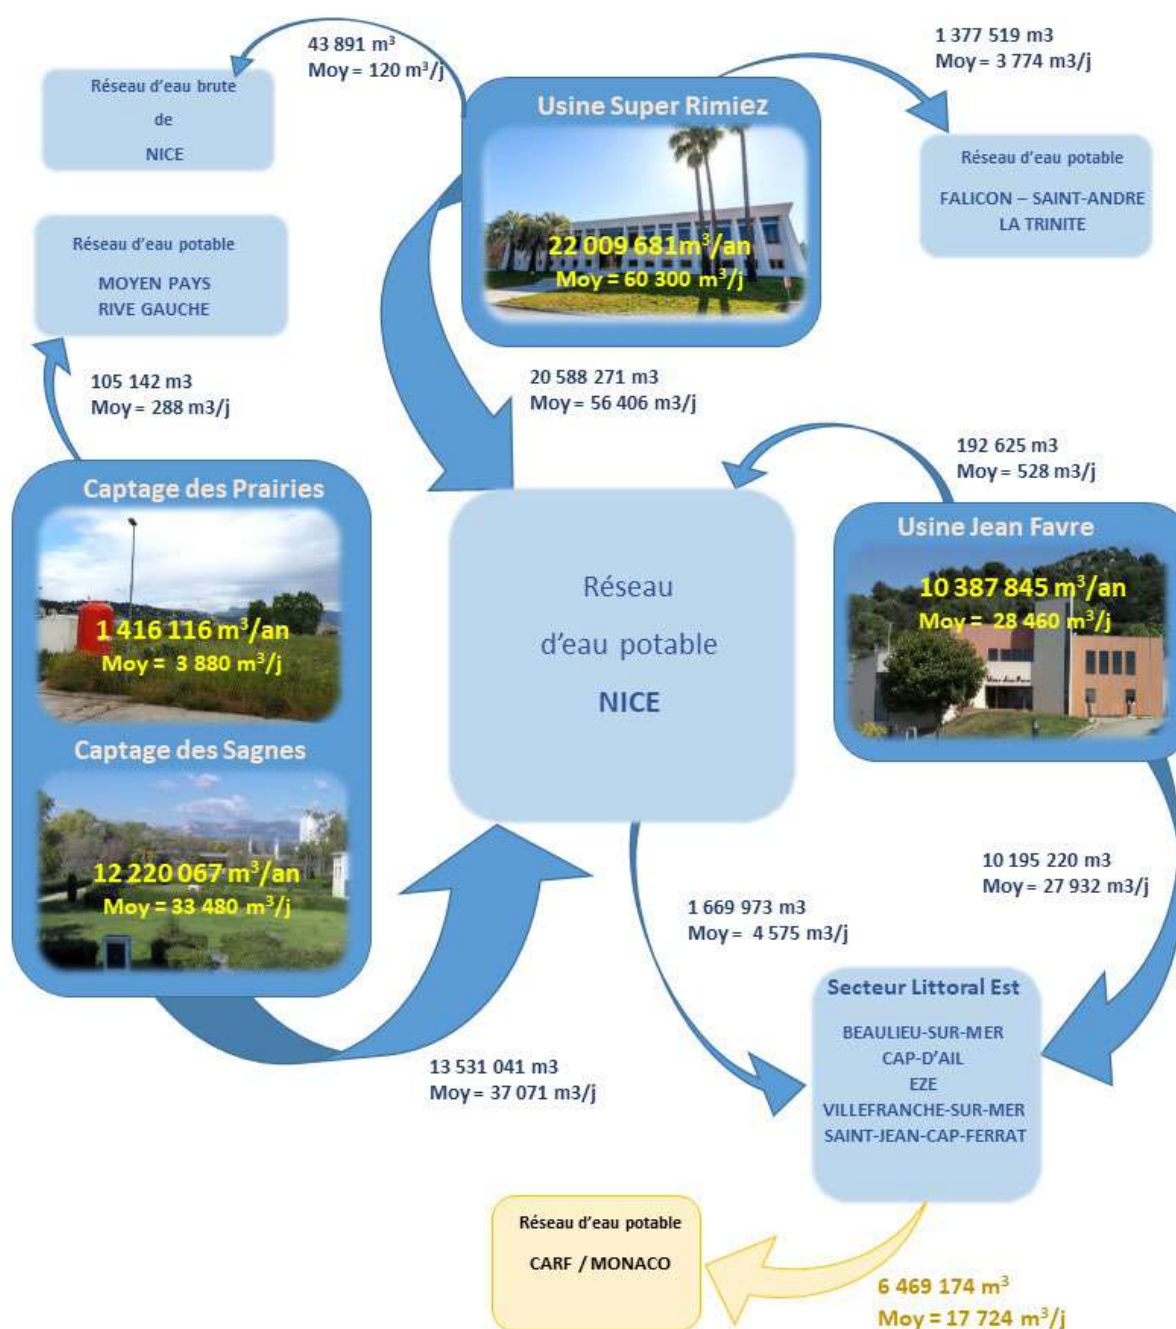 43 891 m³
Moy = 120 m³/j
1 377 519 m3
Moy = 3 774 m3/j
Réseau d'eau brute
de
NICE
Usine Super Rimiez
22 009 681m³/an
Moy = 60 300 m³/j
Réseau d'eau potable
FALICON – SAINT-ANDRE
LA TRINITE
Réseau d'eau potable
MOYEN PAYS
RIVE GAUCHE
105 142 m3
Moy = 288 m3/j
20 588 271 m3
Moy = 56 406 m3/j
192 625 m3
Moy = 528 m3/j
Captage des Prairies
1 416 116 m³/an
Moy = 3 880 m³/j
Captage des Sagnes
12 220 067 m³/an
Moy = 33 480 m³/j
Réseau
d'eau potable
NICE
Usine Jean Favre
10 387 845 m³/an
Moy = 28 460 m³/j
Usine Jean Favre
10 195 220 m3
Moy = 27 932 m3/j
1 669 973 m3
Moy = 4 575 m3/j
13 531 041 m3
Moy = 37 071 m3/j
Secteur Littoral Est
BEAULIEU-SUR-MER
CAP-D'AIL
EZE
VILLEFRANCHE-SUR-MER
SAINT-JEAN-CAP-FERRAT
Réseau d'eau potable
CARF / MONACO
6 469 174 m³
Moy = 17 724 m³/j